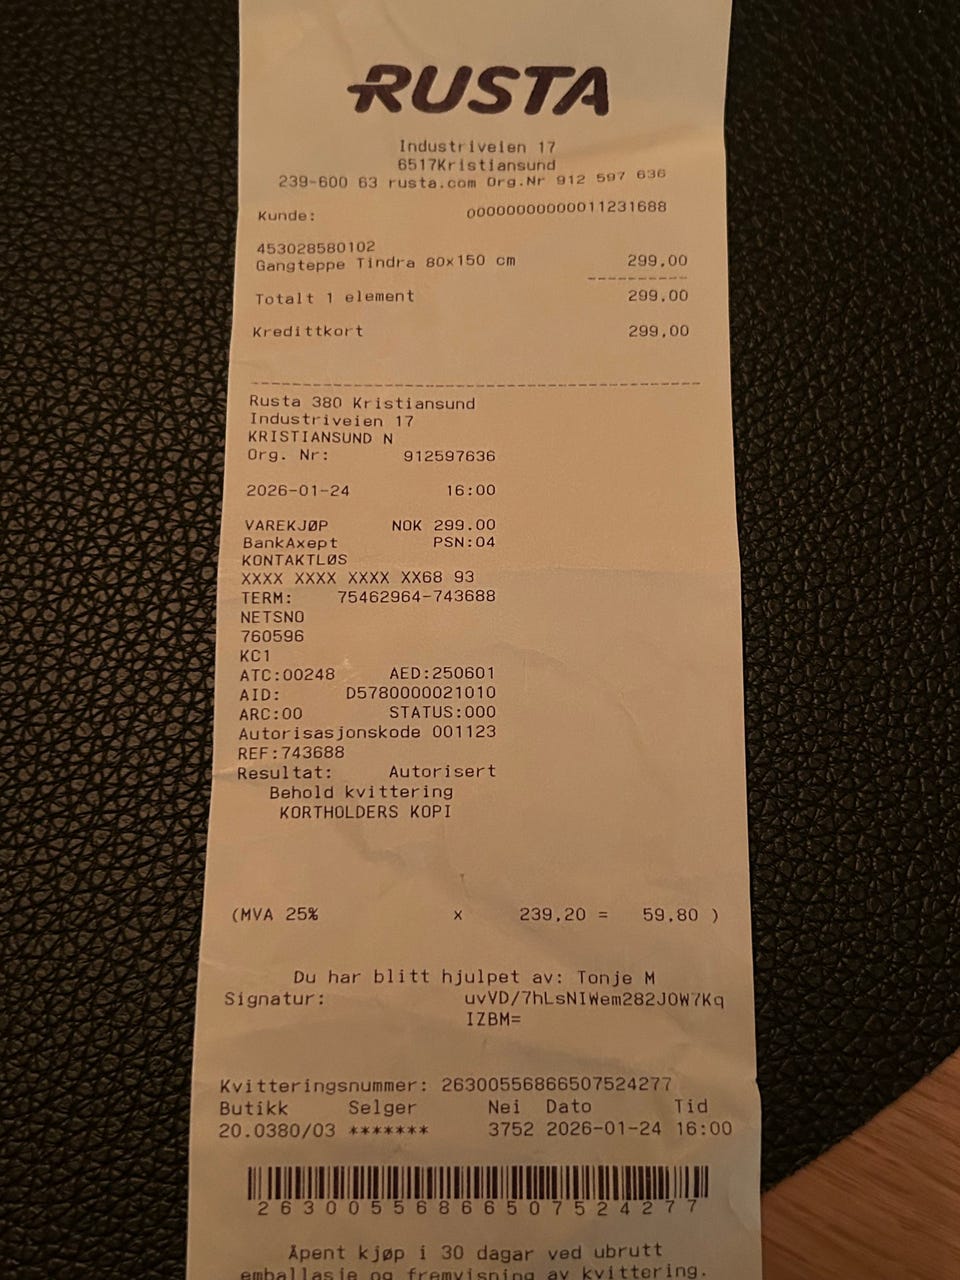 RUSTA
Industriveien 17
6517Kristiansund
239-600 63 rusta.com Org.Nr 912 597 636
Kunde: 0000000000011231688
453028580102
Gangteppe Tindra 80x150 cm 299,00
Totalt 1 element 299,00
Kredittkort 299,00
Rusta 380 Kristiansund
Industriveien 17
KRISTIANSUND N
Org. Nr: 912597636
2026-01-24 16:00
VAREKJØP NOK 299.00
BankAxept PSN:04
KONTAKTLØS
XXXX XXXX XXXX XX68 93
TERM: 75462964-743688
NETSNO
760596
KC1
ATC:00248 AED:250601
AID: D5780000021010
ARC:00 STATUS:000
Autorisasjonskode 001123
REF:743688
Resultat: Autorisert
Behold kvittering
KORTHOLDERS KOPI
(MVA 25% x 239,20 = 59,80 )
Du har blitt hjulpet av: Tonje M
Signatur: uvVD/7hLsNIWem282JOW7Kq
IZBM=
Kvitteringsnummer: 26300556866507524277
Butikk Selger Nei Dato Tid
20.0380/03 ******* 3752 2026-01-24 16:00
26300556866507524277
Åpent kjøp i 30 dagar ved ubrutt
emballasje og fremvisning av kvittering.